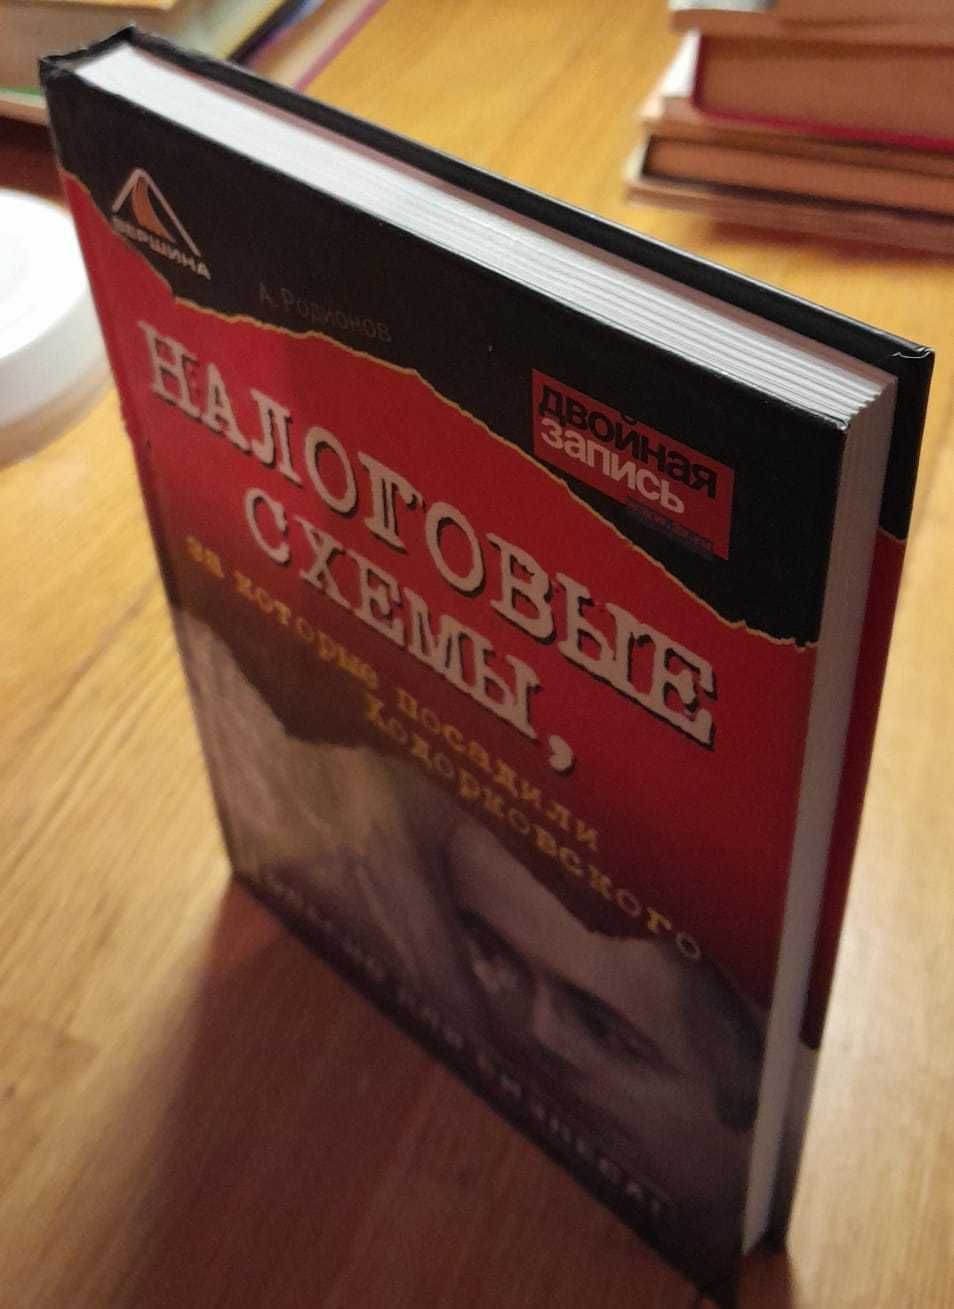 ВЕРШИНА
А. Родионов
ДВОЙНАЯ
запись
НАЛОГОВЫЕ
СХЕМЫ,
за которые посадили
Ходорковского